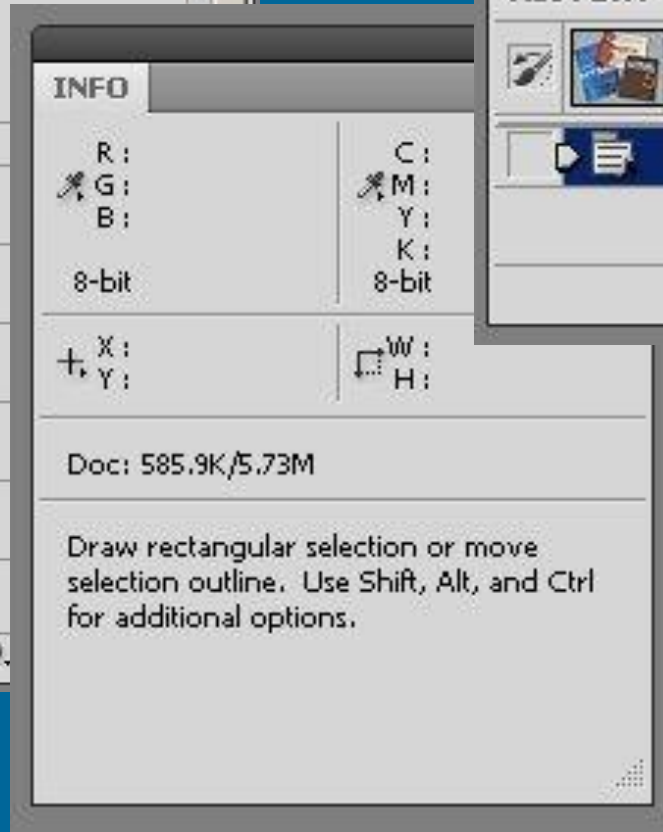 INFO
R :
G :
B :
8-bit
C :
M :
Y :
K :
8-bit
X :
Y :
W :
H :
Doc: 585.9K/5.73M
Draw rectangular selection or move
selection outline. Use Shift, Alt, and Ctrl
for additional options.